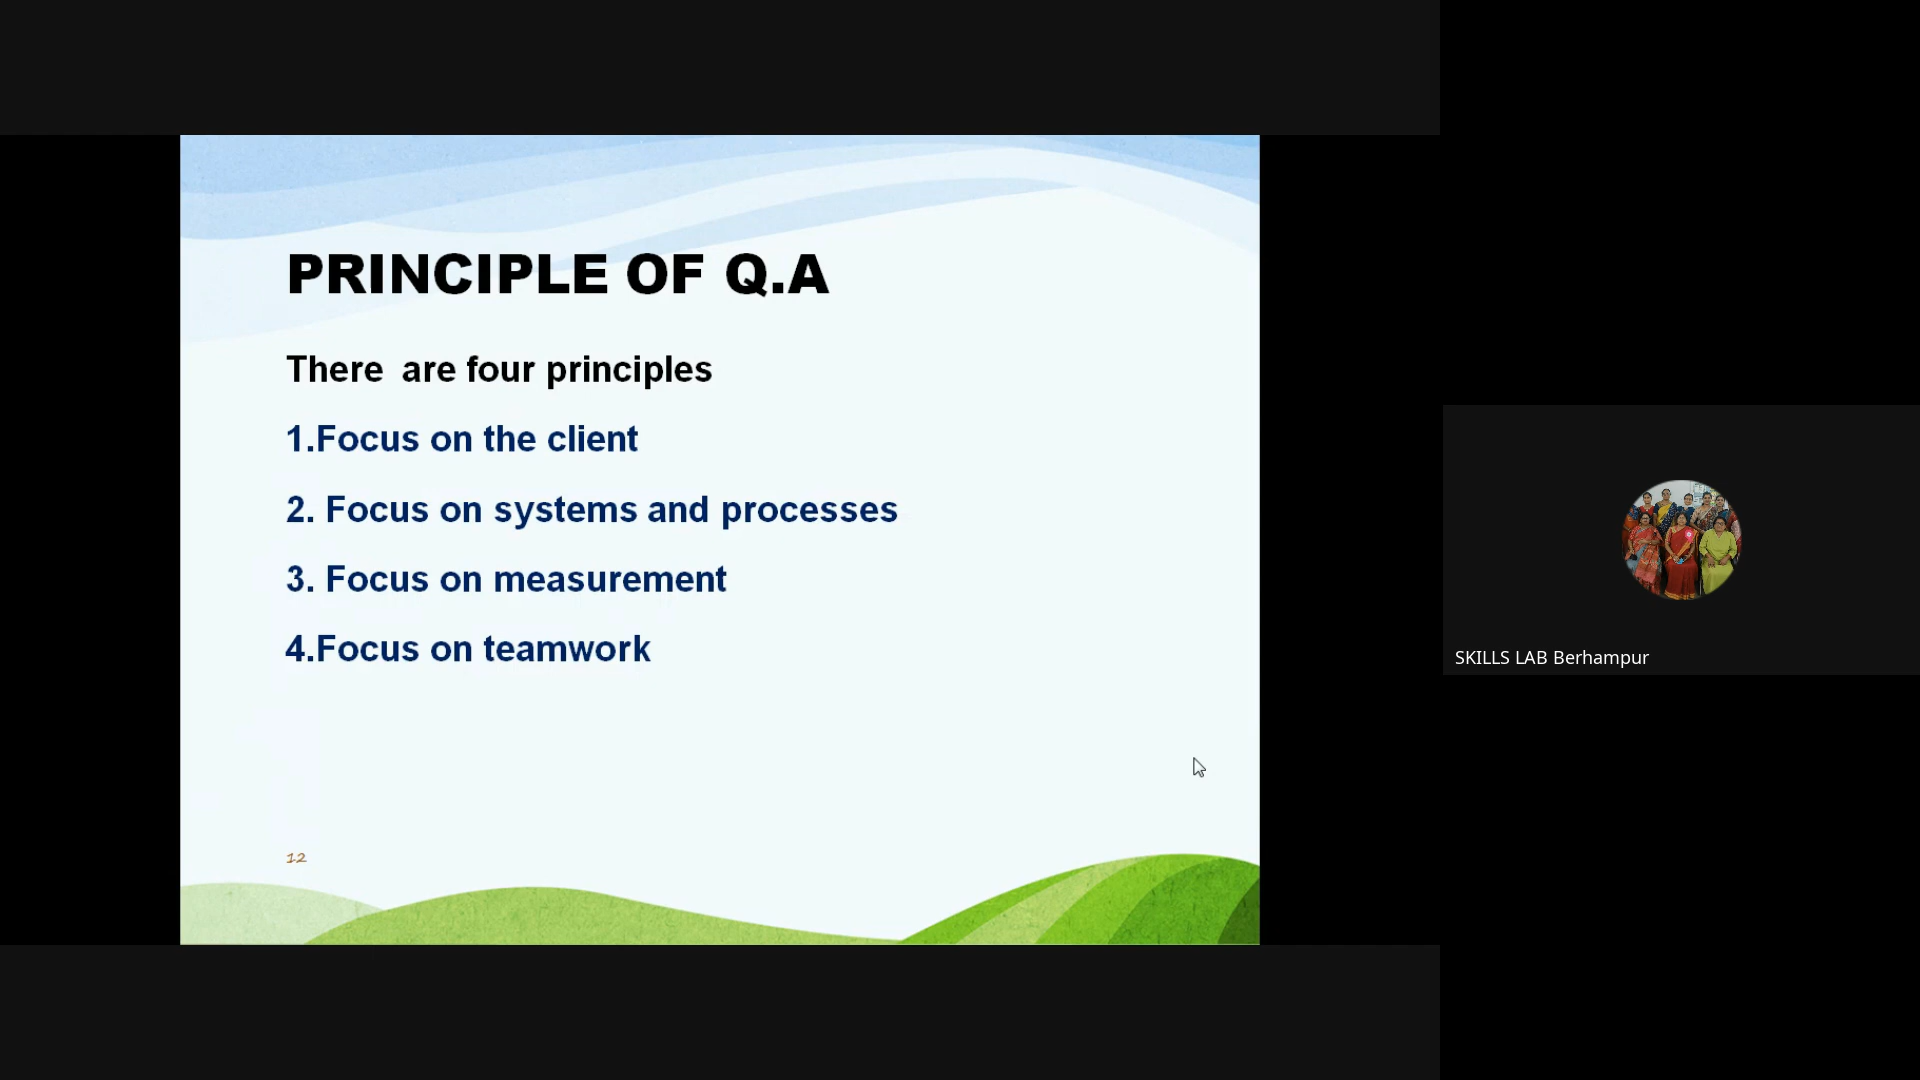 PRINCIPLE OF Q.A
There are four principles
1.Focus on the client
2. Focus on systems and processes
3. Focus on measurement
4.Focus on teamwork
12
SKILLS LAB Berhampur